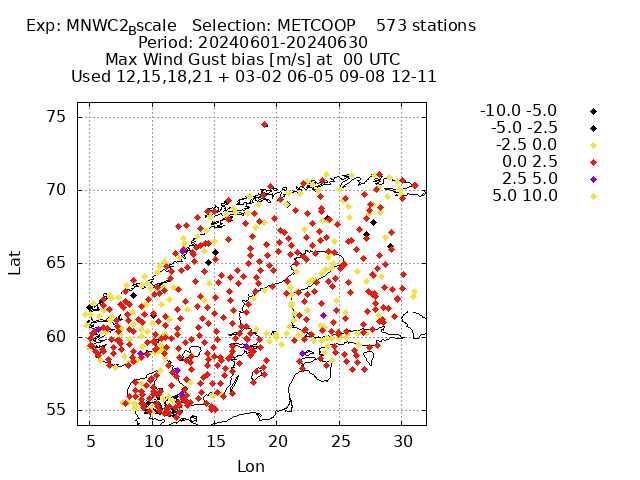 Exp: MNWC2_Bscale   Selection: METCOOP    573 stations
Period: 20240601-20240630
Max Wind Gust bias [m/s] at  00 UTC
Used 12,15,18,21 + 03-02 06-05 09-08 12-11
-10.0 -5.0
-5.0 -2.5
-2.5 0.0
0.0 2.5
2.5 5.0
5.0 10.0
75
70
65
60
55
Lat
5 10 15 20 25 30
Lon